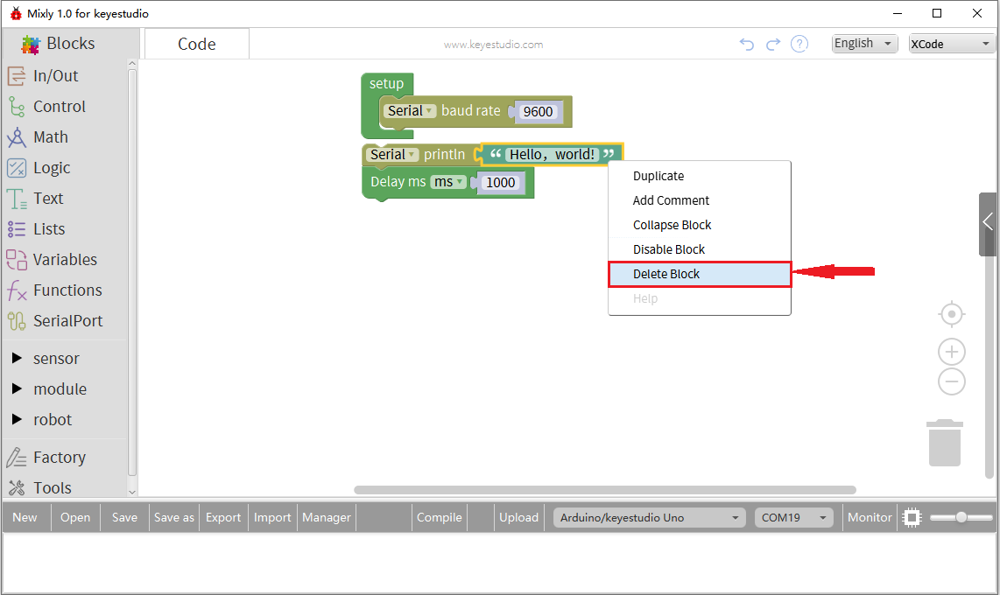 Mixly 1.0 for keyestudio
Blocks
Code
www.keyestudio.com
?
English
XCode
In/Out
Control
Math
Logic
Text
Lists
Variables
Functions
SerialPort
sensor
module
robot
Factory
Tools
setup
Serial baud rate 9600
Serial println “ Hello，world! ”
Delay ms ms 1000
Duplicate
Add Comment
Collapse Block
Disable Block
Delete Block
Help
New Open Save Save as Export Import Manager Compile Upload Arduino/keyestudio Uno COM19 Monitor